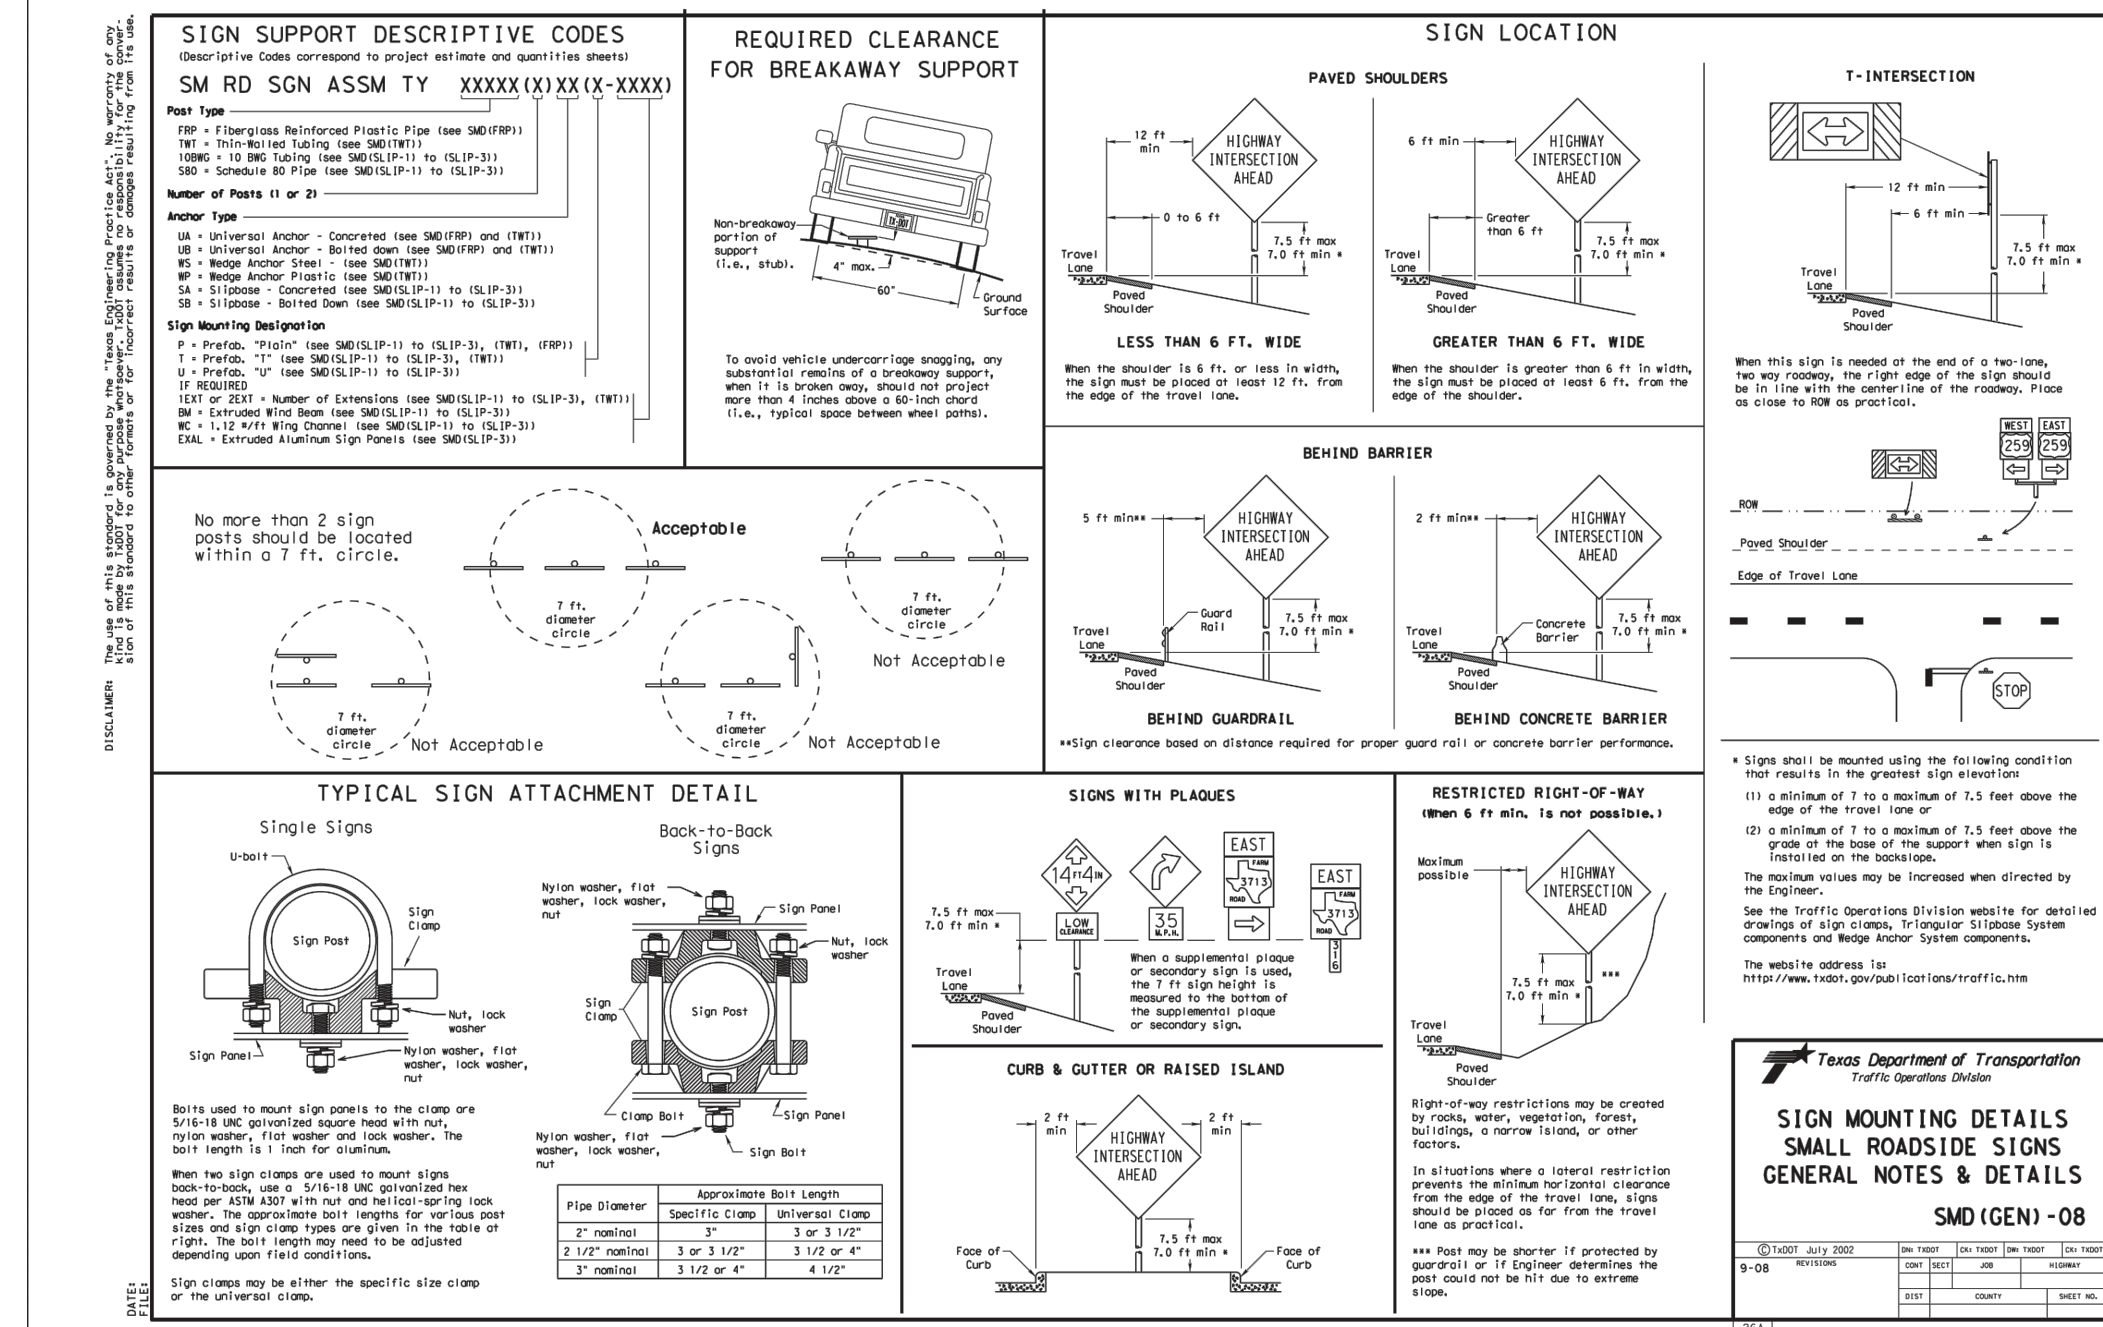 DISCLAIMER: The use of this standard is governed by the "Texas Engineering Practice Act". No warranty of any
kind is made by TxDOT for any purpose whatsoever. TxDOT assumes no responsibility for the conver-
sion of this standard to other formats or for incorrect results or damages resulting from its use.
DATE:
FILE:
SIGN SUPPORT DESCRIPTIVE CODES
(Descriptive Codes correspond to project estimate and quantities sheets)
SM RD SGN ASSM TY XXXXX(X)XX(X-XXXX)
Post Type
FRP = Fiberglass Reinforced Plastic Pipe (see SMD(FRP))
TWT = Thin-Walled Tubing (see SMD(TWT))
10BWG = 10 BWG Tubing (see SMD(SLIP-1) to (SLIP-3))
S80 = Schedule 80 Pipe (see SMD(SLIP-1) to (SLIP-3))
Number of Posts (1 or 2)
Anchor Type
UA = Universal Anchor - Concreted (see SMD(FRP) and (TWT))
UB = Universal Anchor - Bolted down (see SMD(FRP) and (TWT))
WS = Wedge Anchor Steel - (see SMD(TWT))
WP = Wedge Anchor Plastic (see SMD(TWT))
SA = Slipbase - Concreted (see SMD(SLIP-1) to (SLIP-3))
SB = Slipbase - Bolted Down (see SMD(SLIP-1) to (SLIP-3))
Sign Mounting Designation
P = Prefab. "Plain" (see SMD(SLIP-1) to (SLIP-3), (TWT), (FRP))
T = Prefab. "T" (see SMD(SLIP-1) to (SLIP-3), (TWT))
U = Prefab. "U" (see SMD(SLIP-1) to (SLIP-3))
IF REQUIRED
1EXT or 2EXT = Number of Extensions (see SMD(SLIP-1) to (SLIP-3), (TWT))
BM = Extruded Wind Beam (see SMD(SLIP-1) to (SLIP-3))
WC = 1.12 #/ft Wing Channel (see SMD(SLIP-1) to (SLIP-3))
EXAL = Extruded Aluminum Sign Panels (see SMD(SLIP-3))
REQUIRED CLEARANCE
FOR BREAKAWAY SUPPORT
TX-DOT
Non-breakaway
portion of
support
(i.e., stub).
4" max.
60"
Ground
Surface
To avoid vehicle undercarriage snagging, any
substantial remains of a breakaway support,
when it is broken away, should not project
more than 4 inches above a 60-inch chord
(i.e., typical space between wheel paths).
No more than 2 sign
posts should be located
within a 7 ft. circle.
Acceptable
7 ft.
diameter
circle
7 ft.
diameter
circle
Not Acceptable
7 ft.
diameter
circle
Not Acceptable
7 ft.
diameter
circle
Not Acceptable
SIGN LOCATION
PAVED SHOULDERS
12 ft
min
HIGHWAY
INTERSECTION
AHEAD
0 to 6 ft
7.5 ft max
7.0 ft min *
Travel
Lane
Paved
Shoulder
LESS THAN 6 FT. WIDE
When the shoulder is 6 ft. or less in width,
the sign must be placed at least 12 ft. from
the edge of the travel lane.
6 ft min
HIGHWAY
INTERSECTION
AHEAD
Greater
than 6 ft
7.5 ft max
7.0 ft min *
Travel
Lane
Paved
Shoulder
GREATER THAN 6 FT. WIDE
When the shoulder is greater than 6 ft in width,
the sign must be placed at least 6 ft. from the
edge of the shoulder.
BEHIND BARRIER
5 ft min**
HIGHWAY
INTERSECTION
AHEAD
Guard
Rail
7.5 ft max
7.0 ft min *
Travel
Lane
Paved
Shoulder
BEHIND GUARDRAIL
2 ft min**
HIGHWAY
INTERSECTION
AHEAD
Concrete
Barrier
7.5 ft max
7.0 ft min *
Travel
Lane
Paved
Shoulder
BEHIND CONCRETE BARRIER
**Sign clearance based on distance required for proper guard rail or concrete barrier performance.
T-INTERSECTION
12 ft min
6 ft min
7.5 ft max
7.0 ft min *
Travel
Lane
Paved
Shoulder
When this sign is needed at the end of a two-lane,
two way roadway, the right edge of the sign should
be in line with the centerline of the roadway. Place
as close to ROW as practical.
WEST EAST
259 259
ROW
Paved Shoulder
Edge of Travel Lane
STOP
* Signs shall be mounted using the following condition
that results in the greatest sign elevation:
(1) a minimum of 7 to a maximum of 7.5 feet above the
edge of the travel lane or
(2) a minimum of 7 to a maximum of 7.5 feet above the
grade at the base of the support when sign is
installed on the backslope.
The maximum values may be increased when directed by
the Engineer.
See the Traffic Operations Division website for detailed
drawings of sign clamps, Triangular Slipbase System
components and Wedge Anchor System components.
The website address is:
http://www.txdot.gov/publications/traffic.htm
TYPICAL SIGN ATTACHMENT DETAIL
Single Signs
U-bolt
Sign
Clamp
Sign Post
Nut, lock
washer
Sign Panel
Nylon washer, flat
washer, lock washer,
nut
Back-to-Back
Signs
Nylon washer, flat
washer, lock washer,
nut
Sign Panel
Nut, lock
washer
Sign
Clamp
Sign Post
Clamp Bolt
Sign Panel
Nylon washer, flat
washer, lock washer,
nut
Sign Bolt
Bolts used to mount sign panels to the clamp are
5/16-18 UNC galvanized square head with nut,
nylon washer, flat washer and lock washer. The
bolt length is 1 inch for aluminum.
When two sign clamps are used to mount signs
back-to-back, use a 5/16-18 UNC galvanized hex
head per ASTM A307 with nut and helical-spring lock
washer. The approximate bolt lengths for various post
sizes and sign clamp types are given in the table at
right. The bolt length may need to be adjusted
depending upon field conditions.
Sign clamps may be either the specific size clamp
or the universal clamp.
Pipe Diameter Approximate Bolt Length
Specific Clamp Universal Clamp
2" nominal 3" 3 or 3 1/2"
2 1/2" nominal 3 or 3 1/2" 3 1/2 or 4"
3" nominal 3 1/2 or 4" 4 1/2"
SIGNS WITH PLAQUES
14 FT 4 IN
LOW
CLEARANCE
35
M.P.H.
EAST
FARM
3713
ROAD
EAST
FARM
3713
ROAD
3
1
6
7.5 ft max
7.0 ft min *
Travel
Lane
Paved
Shoulder
When a supplemental plaque
or secondary sign is used,
the 7 ft sign height is
measured to the bottom of
the supplemental plaque
or secondary sign.
CURB & GUTTER OR RAISED ISLAND
2 ft
min
HIGHWAY
INTERSECTION
AHEAD
2 ft
min
7.5 ft max
7.0 ft min *
Face of
Curb
Face of
Curb
RESTRICTED RIGHT-OF-WAY
(When 6 ft min. is not possible.)
Maximum
possible
HIGHWAY
INTERSECTION
AHEAD
7.5 ft max
7.0 ft min *
***
Travel
Lane
Paved
Shoulder
Right-of-way restrictions may be created
by rocks, water, vegetation, forest,
buildings, a narrow island, or other
factors.
In situations where a lateral restriction
prevents the minimum horizontal clearance
from the edge of the travel lane, signs
should be placed as far from the travel
lane as practical.
*** Post may be shorter if protected by
guardrail or if Engineer determines the
post could not be hit due to extreme
slope.
Texas Department of Transportation
Traffic Operations Division
SIGN MOUNTING DETAILS
SMALL ROADSIDE SIGNS
GENERAL NOTES & DETAILS
SMD(GEN)-08
© TxDOT July 2002 DN: TXDOT CK: TXDOT DW: TXDOT CK: TXDOT
9-08 REVISIONS CONT SECT JOB HIGHWAY
DIST COUNTY SHEET NO.